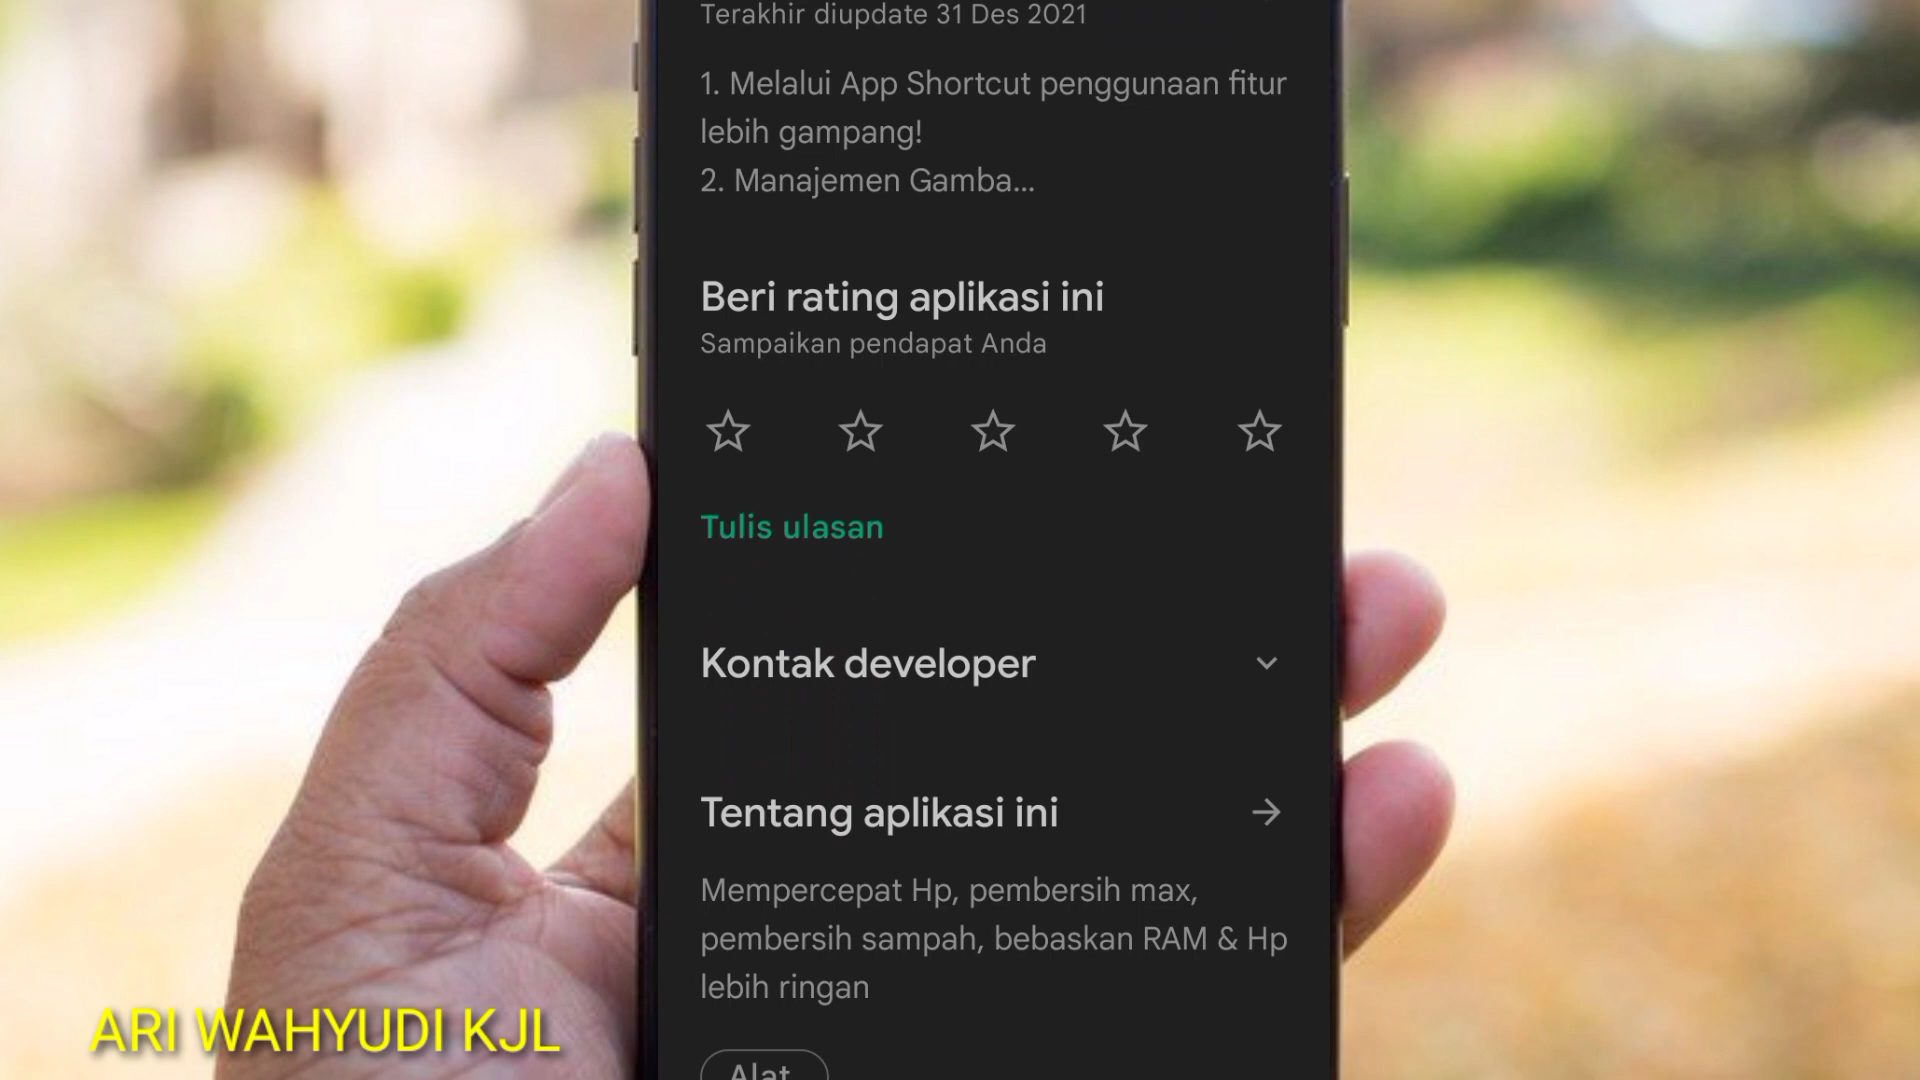 Terakhir diupdate 31 Des 2021
1. Melalui App Shortcut penggunaan fitur
lebih gampang!
2. Manajemen Gamba...
Beri rating aplikasi ini
Sampaikan pendapat Anda
Tulis ulasan
Kontak developer
Tentang aplikasi ini
Mempercepat Hp, pembersih max,
pembersih sampah, bebaskan RAM & Hp
lebih ringan
ARI WAHYUDI KJL
Alat